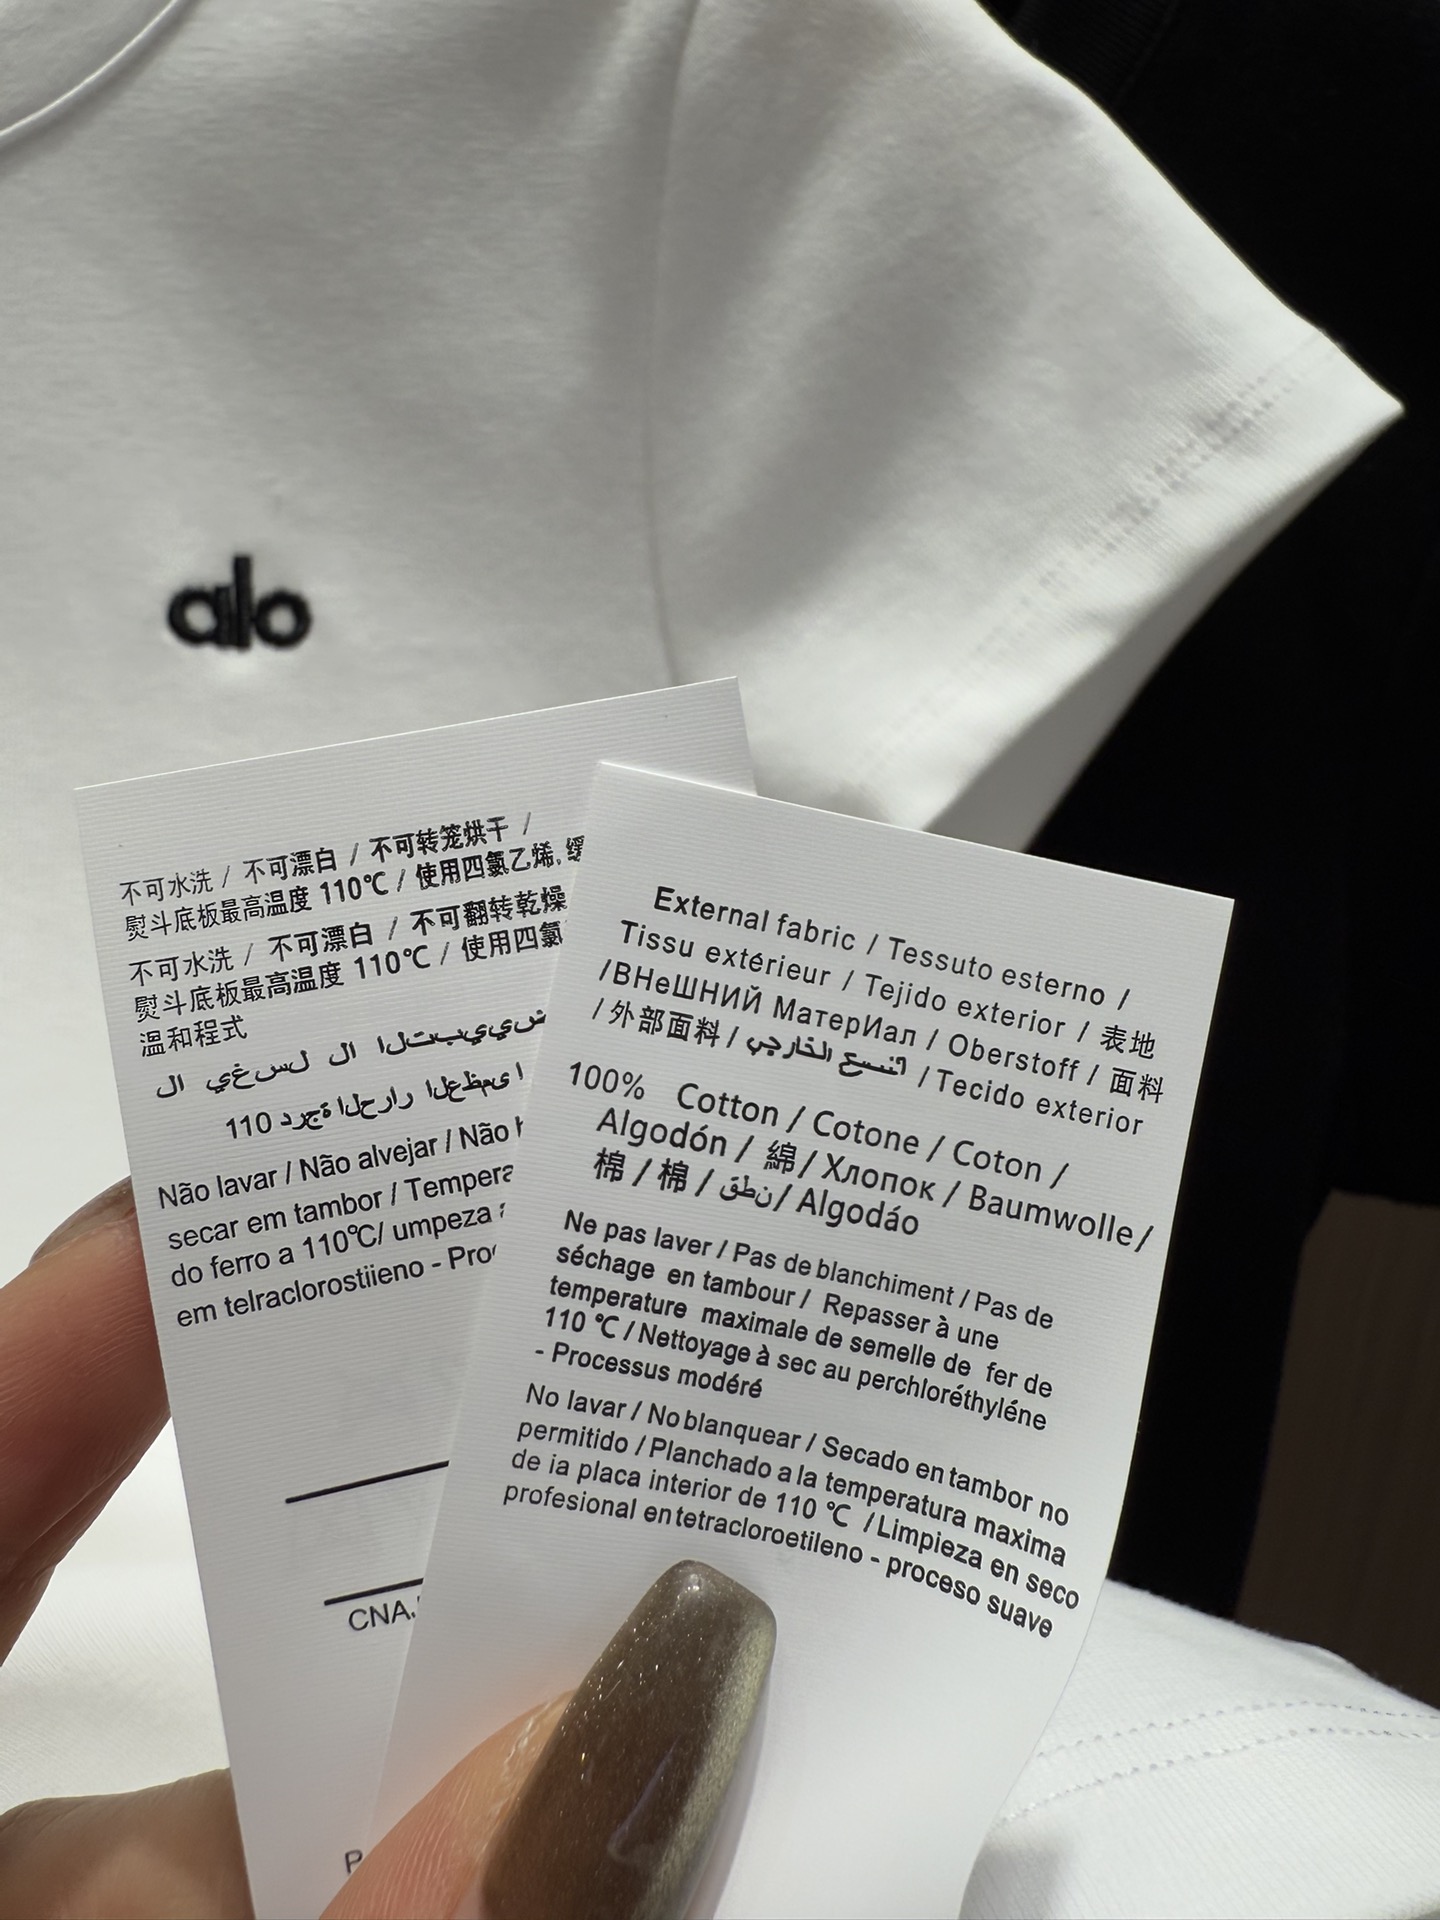 alo
不可水洗 / 不可漂白 / 不可转笼烘干 /
熨斗底板最高温度 110℃ / 使用四氯乙烯,缓
不可水洗 / 不可漂白 / 不可翻转乾燥
熨斗底板最高温度 110℃ / 使用四氯
温和程式
110
Não lavar / Não alvejar / Não
secar em tambor / Tempera
do ferro a 110℃/ umpeza
em telraclorostiieno - Pro
CNA.
P
External fabric / Tessuto esterno /
Tissu extérieur / Tejido exterior / 表地
/ВНеШНИЙ МатерИал / Oberstoff / 面料
/ 外部面料 / الخارجي / Tecido exterior
100% Cotton / Cotone / Coton /
Algodón / 綿 / Хлопок / Baumwolle /
棉 / 棉 / نطق / Algodáo
Ne pas laver / Pas de blanchiment / Pas de
séchage en tambour / Repasser à une
temperature maximale de semelle de fer de
110 ℃ / Nettoyage à sec au perchloréthyléne
- Processus modéré
No lavar / No blanquear / Secado en tambor no
permitido / Planchado a la temperatura maxima
de ia placa interior de 110 ℃ / Limpieza en seco
profesional en tetracloroetileno - proceso suave